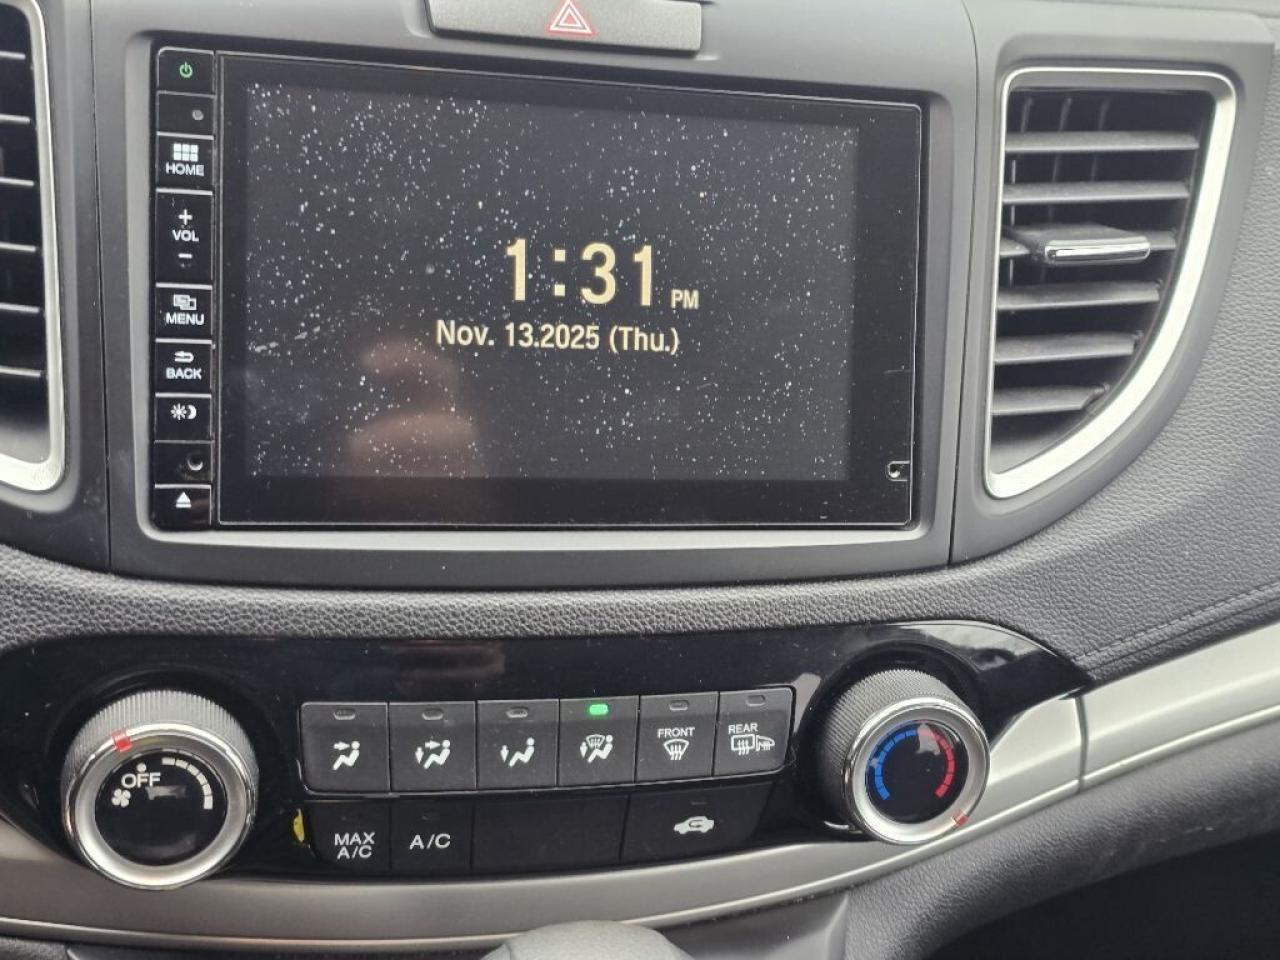 HOME
+
VOL
-
MENU
BACK
1:31 PM
Nov. 13.2025 (Thu.)
OFF
FRONT
REAR
MAX
A/C
A/C